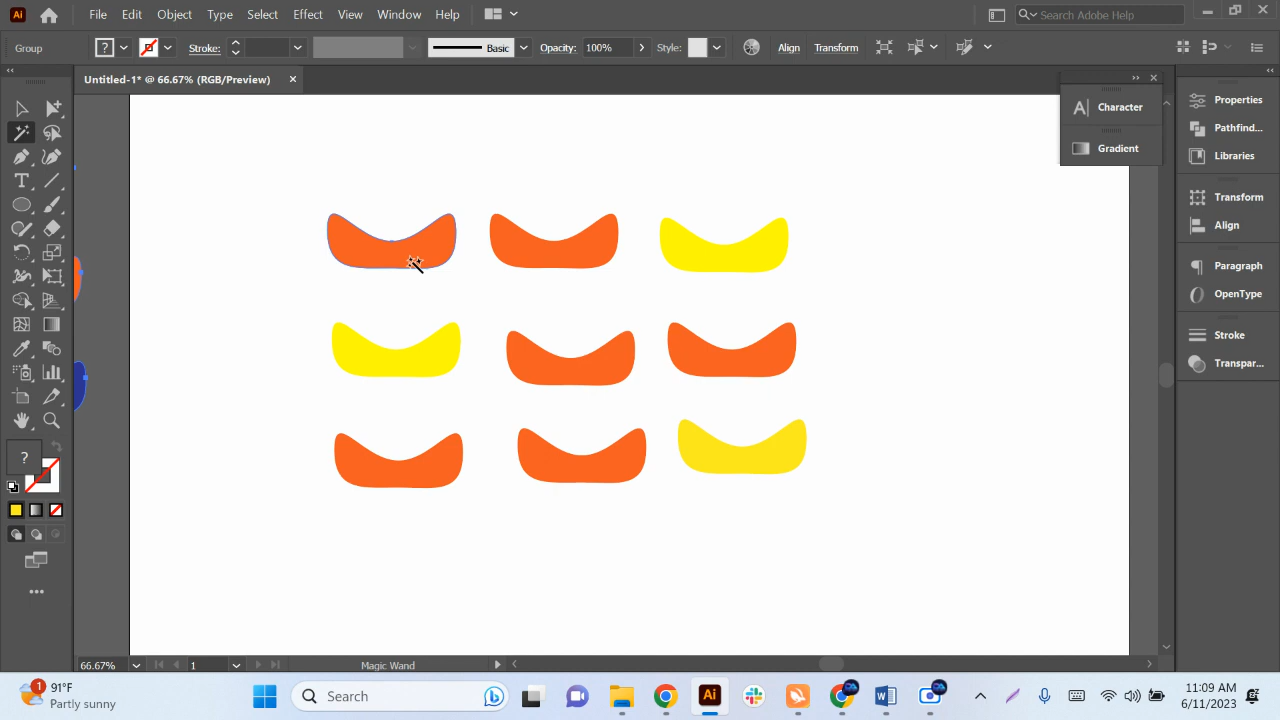 Ai File Edit Object Type Select Effect View Window Help Search Adobe Help
Group ? Stroke: Basic Opacity: 100% Style: Align Transform
Untitled-1* @ 66.67% (RGB/Preview)
Character
Gradient
Properties
Pathfind...
Libraries
Transform
Align
Paragraph
OpenType
Stroke
Transpar...
T
?
66.67% 1 Magic Wand
1 91°F
Partly sunny
Search
Ai
11:09 AM
6/11/2023